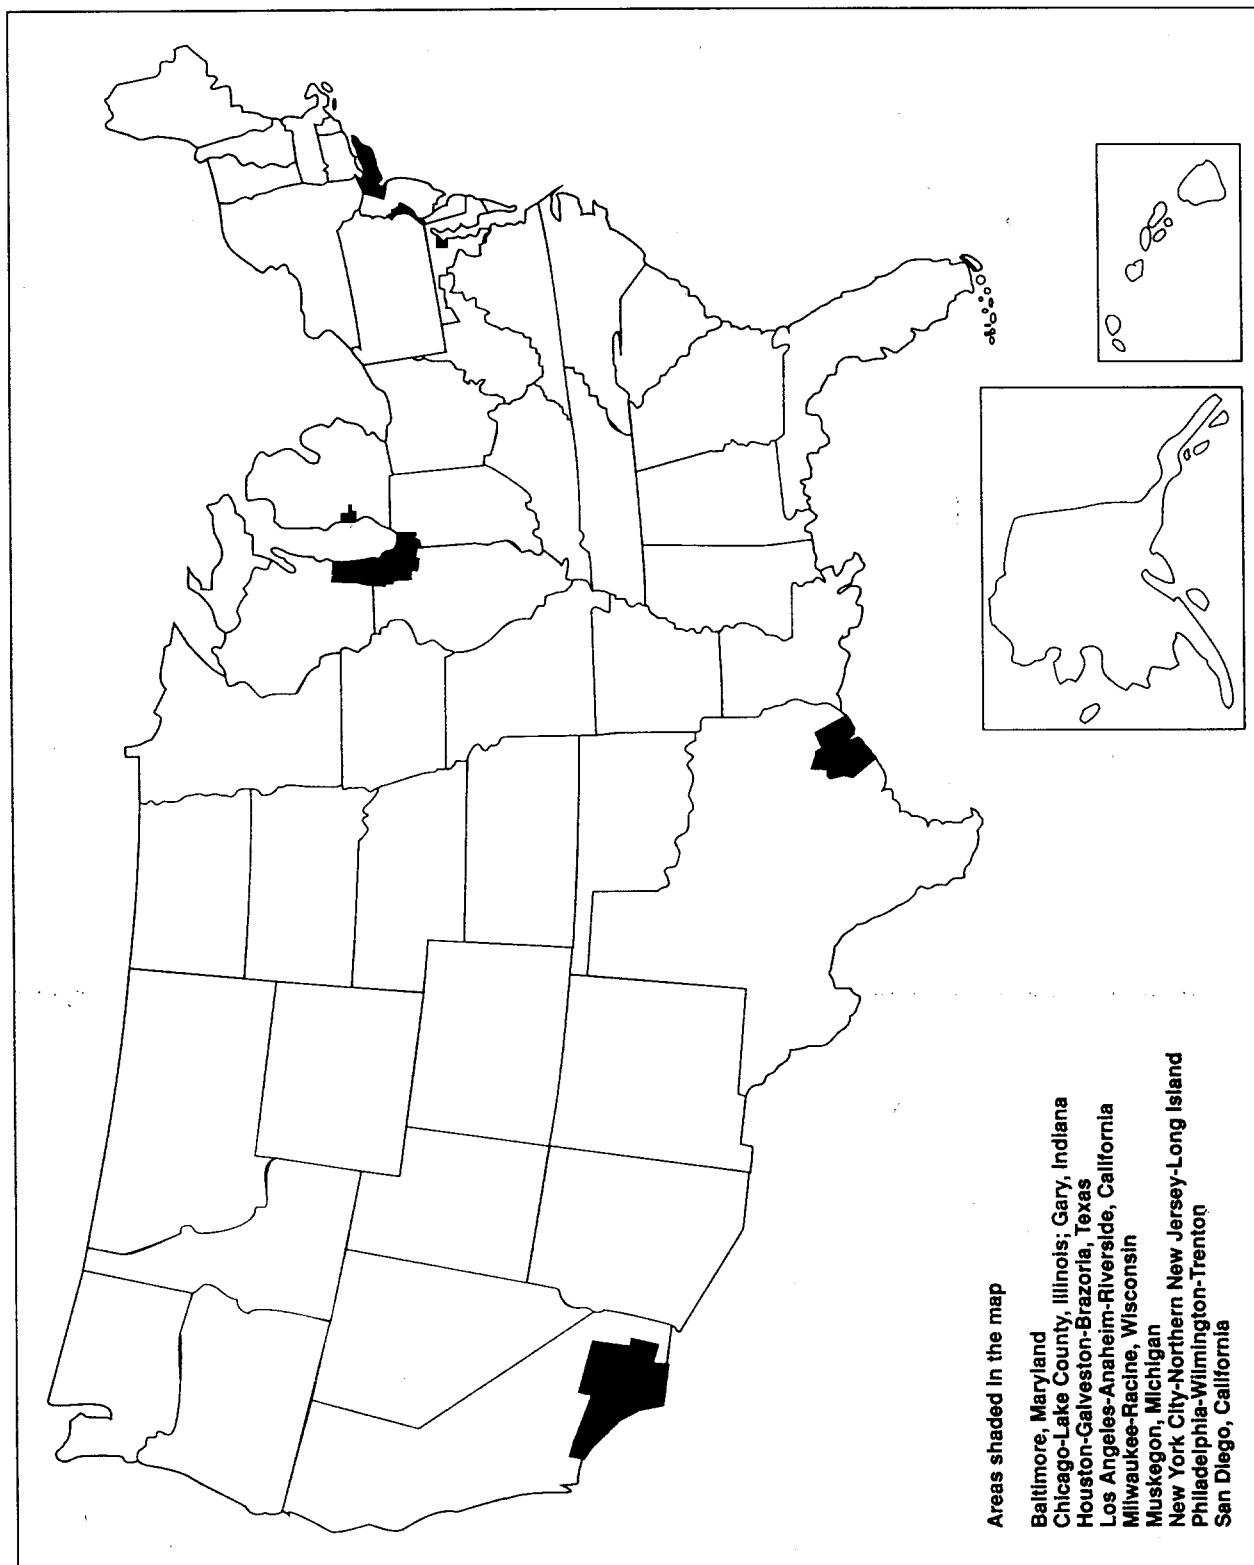 Areas shaded in the map
Baltimore, Maryland
Chicago-Lake County, Illinois; Gary, Indiana
Houston-Galveston-Brazoria, Texas
Los Angeles-Anaheim-Riverside, California
Milwaukee-Racine, Wisconsin
Muskegon, Michigan
New York City-Northern New Jersey-Long Island
Philadelphia-Wilmington-Trenton
San Diego, California